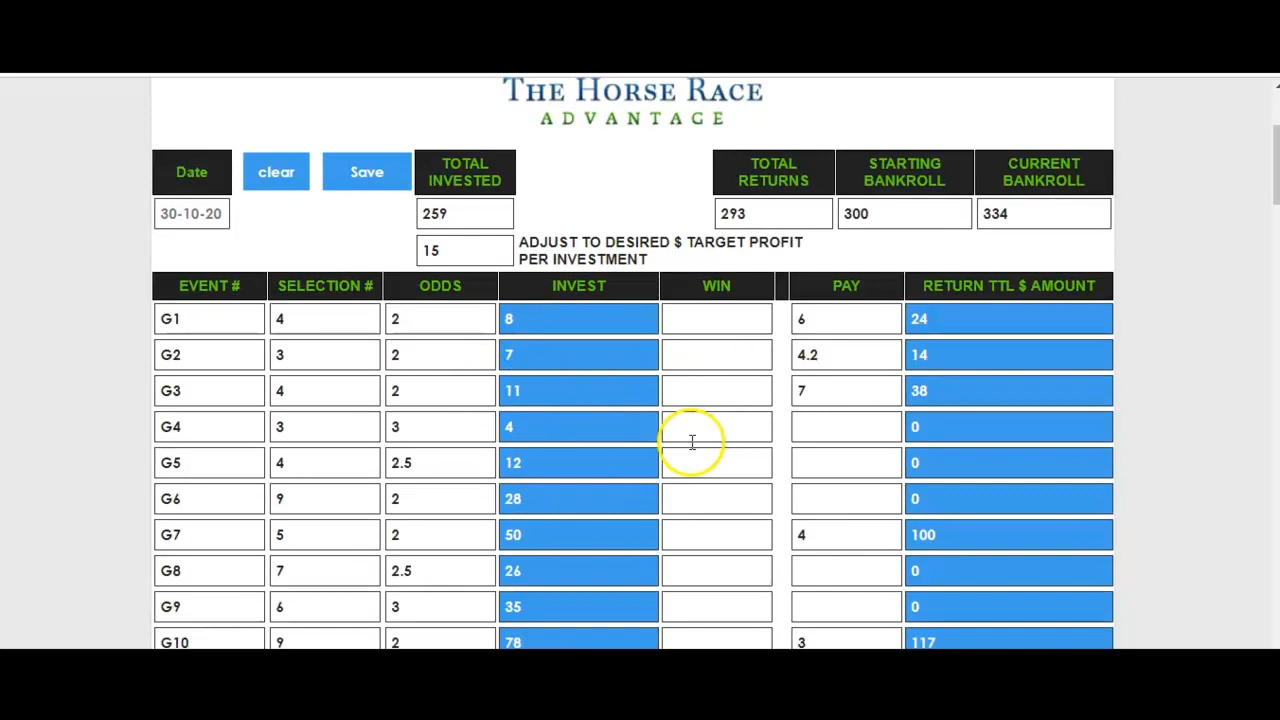 THE HORSE RACE
ADVANTAGE
Date clear Save TOTAL INVESTED TOTAL RETURNS STARTING BANKROLL CURRENT BANKROLL
30-10-20 259 293 300 334
15 ADJUST TO DESIRED $ TARGET PROFIT
PER INVESTMENT
EVENT # SELECTION # ODDS INVEST WIN PAY RETURN TTL $ AMOUNT
G1 4 2 8 6 24
G2 3 2 7 4.2 14
G3 4 2 11 7 38
G4 3 3 4 0
G5 4 2.5 12 0
G6 9 2 28 0
G7 5 2 50 4 100
G8 7 2.5 26 0
G9 6 3 35 0
G10 9 2 78 3 117